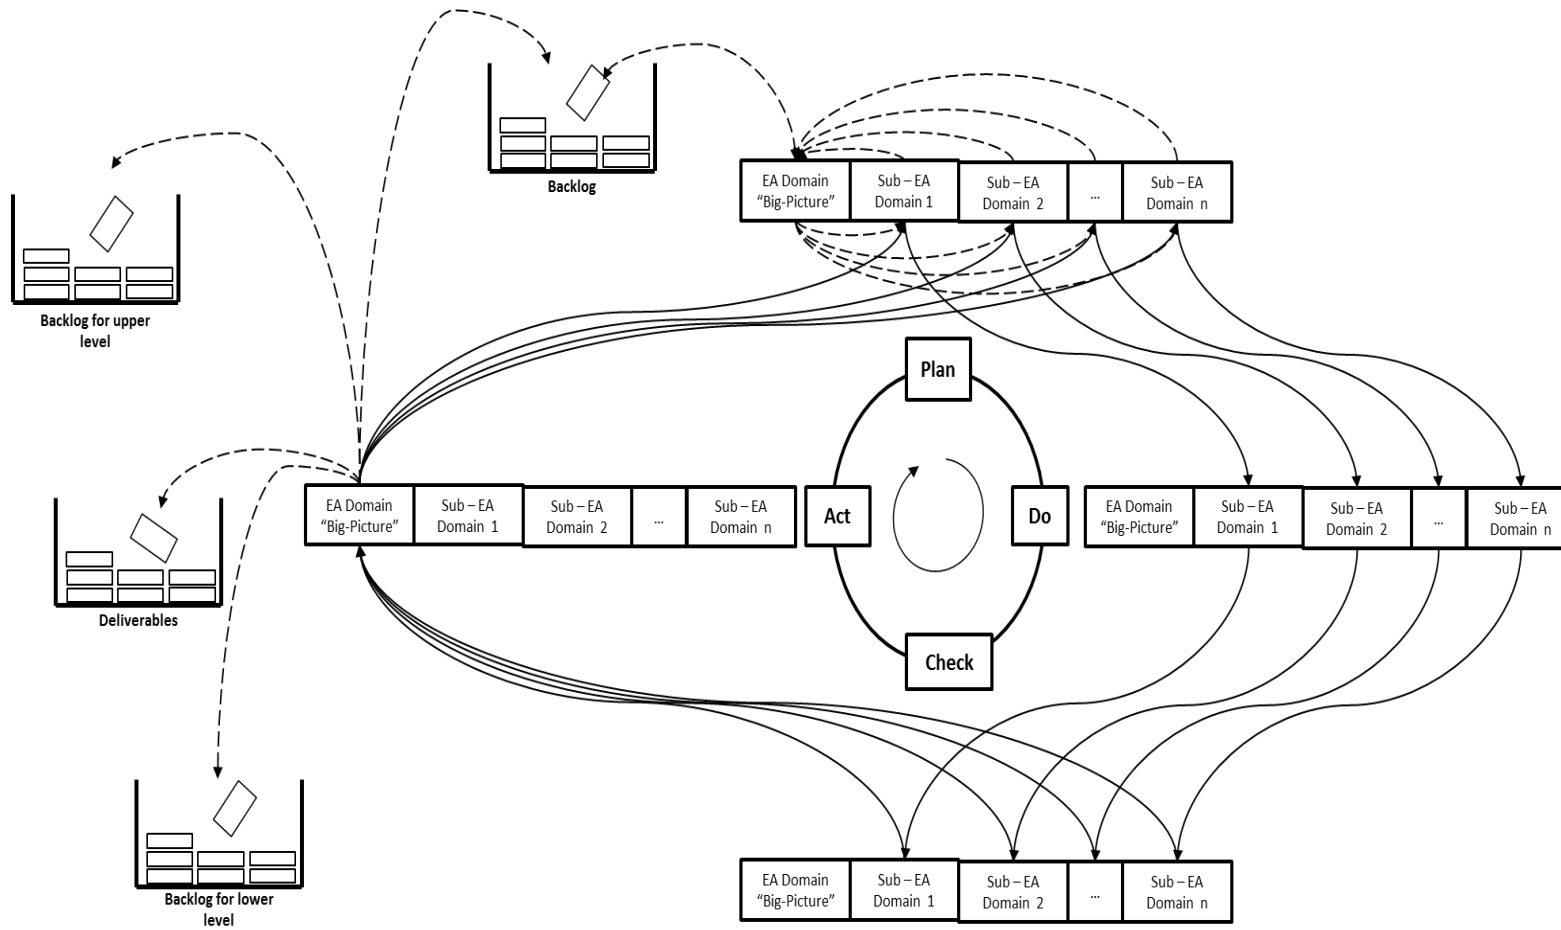 Backlog
EA Domain
“Big-Picture”
Sub – EA
Domain 1
Sub – EA
Domain 2
...
Sub – EA
Domain n
Backlog for upper
level
Plan
Act
Do
Check
EA Domain
“Big-Picture”
Sub – EA
Domain 1
Sub – EA
Domain 2
...
Sub – EA
Domain n
EA Domain
“Big-Picture”
Sub – EA
Domain 1
Sub – EA
Domain 2
...
Sub – EA
Domain n
Deliverables
Backlog for lower
level
EA Domain
“Big-Picture”
Sub – EA
Domain 1
Sub – EA
Domain 2
...
Sub – EA
Domain n